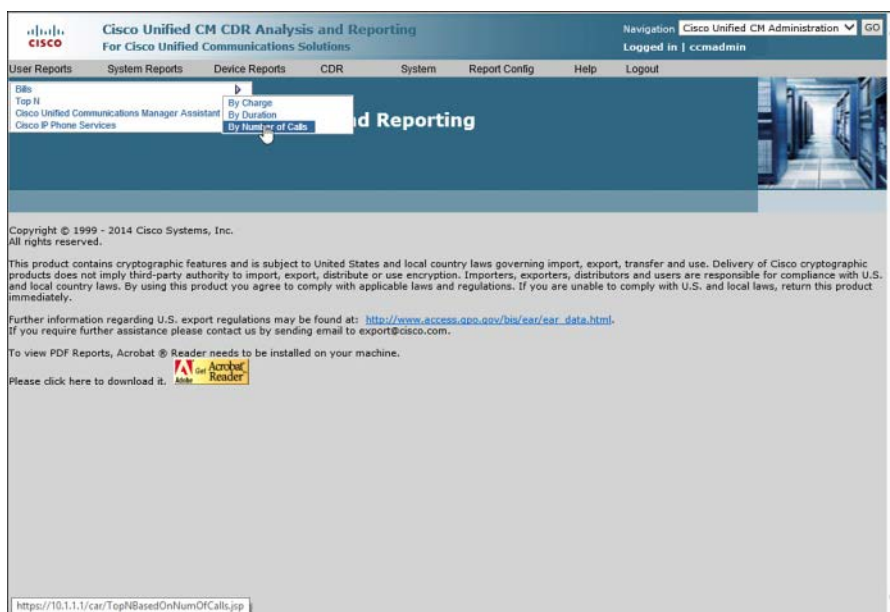 Cisco Unified CM CDR Analysis and Reporting
For Cisco Unified Communications Solutions
CISCO
Navigation Cisco Unified CM Administration GO
Logged in | ccmadmin
User Reports System Reports Device Reports CDR System Report Config Help Logout
Bills
Top N
Cisco Unified Communications Manager Assistant
Cisco IP Phone Services
By Charge
By Duration
By Number of Calls
nd Reporting
Copyright © 1999 - 2014 Cisco Systems, Inc.
All rights reserved.
This product contains cryptographic features and is subject to United States and local country laws governing import, export, transfer and use. Delivery of Cisco cryptographic
products does not imply third-party authority to import, export, distribute or use encryption. Importers, exporters, distributors and users are responsible for compliance with U.S.
and local country laws. By using this product you agree to comply with applicable laws and regulations. If you are unable to comply with U.S. and local laws, return this product
immediately.
Further information regarding U.S. export regulations may be found at: http://www.access.gpo.gov/bis/ear/ear_data.html.
If you require further assistance please contact us by sending email to export@cisco.com.
To view PDF Reports, Acrobat ® Reader needs to be installed on your machine.
Please click here to download it. Adobe Get Acrobat Reader
https://10.1.1.1/car/TopNBasedOnNumOfCalls.jsp